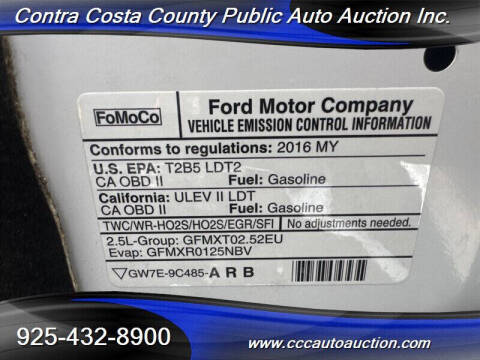 Contra Costa County Public Auto Auction Inc.
FoMoCo
Ford Motor Company
VEHICLE EMISSION CONTROL INFORMATION
Conforms to regulations: 2016 MY
U.S. EPA: T2B5 LDT2
CA OBD II Fuel: Gasoline
California: ULEV II LDT
CA OBD II Fuel: Gasoline
TWC/WR-HO2S/HO2S/EGR/SFI No adjustments needed.
2.5L-Group: GFMXT02.52EU
Evap: GFMXR0125NBV
GW7E-9C485-A R B
925-432-8900
www.cccautoauction.com